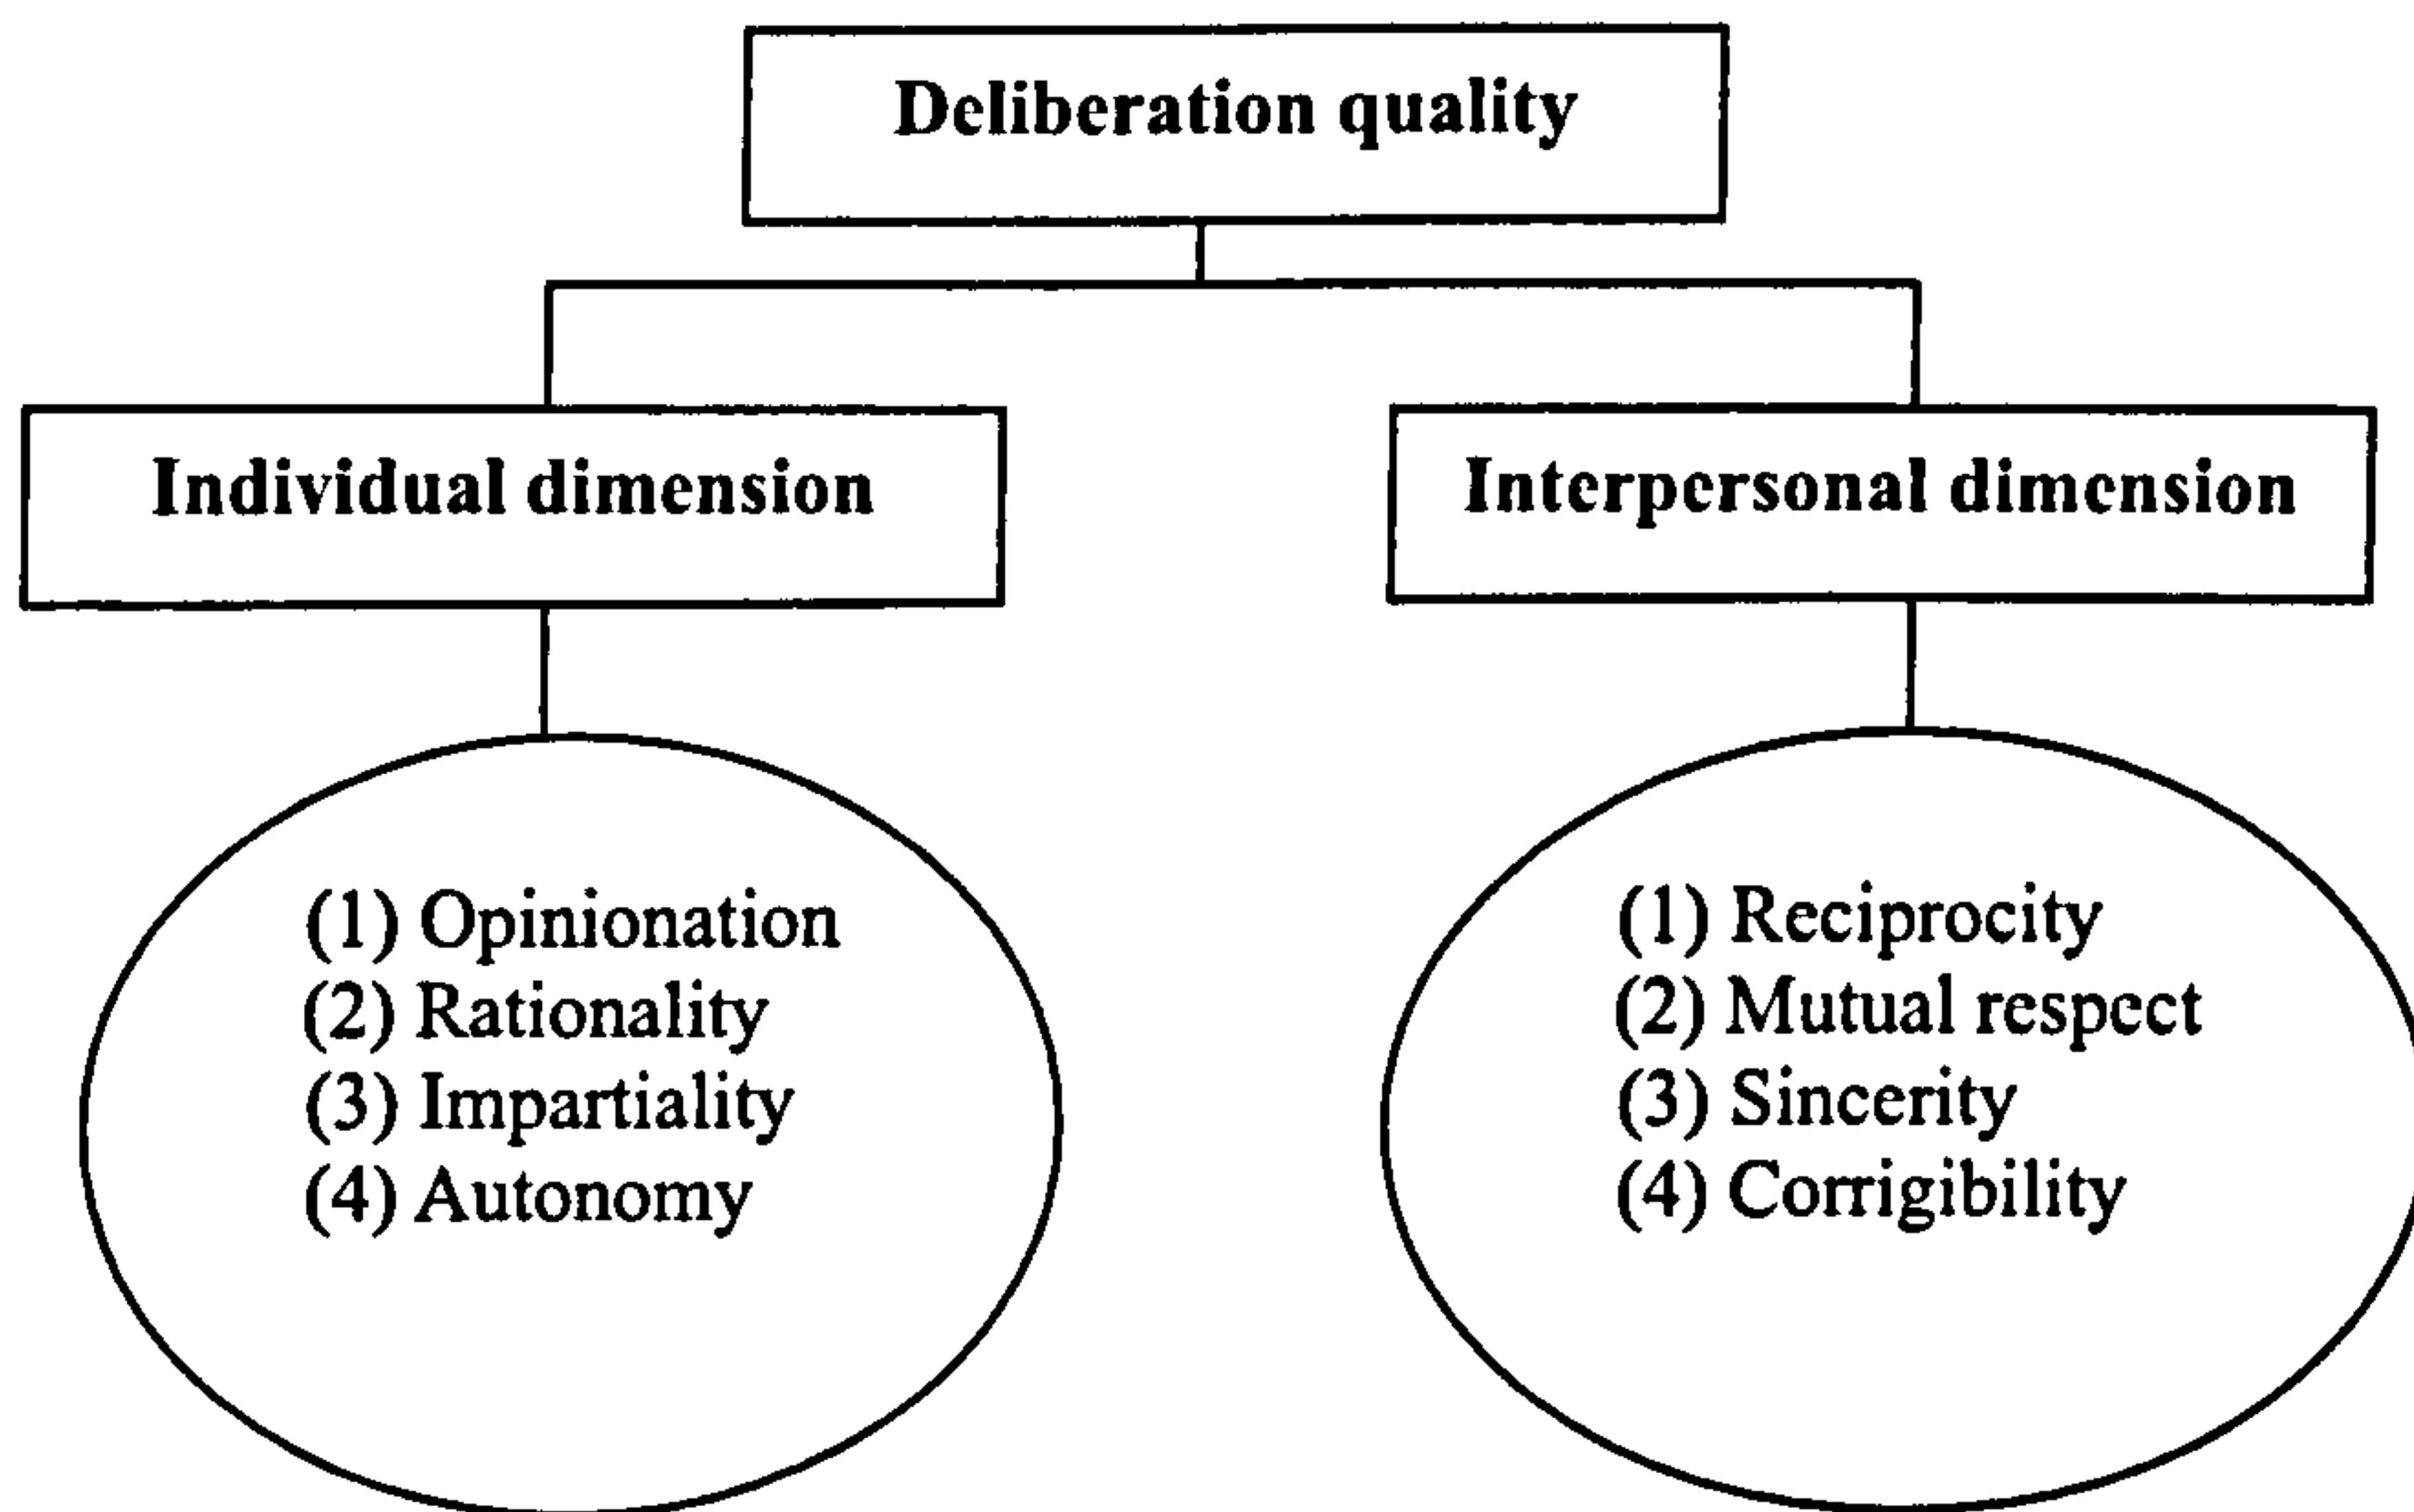 Deliberation quality
Individual dimension
Interpersonal dimension
(1) Opinionation
(2) Rationality
(3) Impartiality
(4) Autonomy
(1) Reciprocity
(2) Mutual respect
(3) Sincerity
(4) Corrigibility